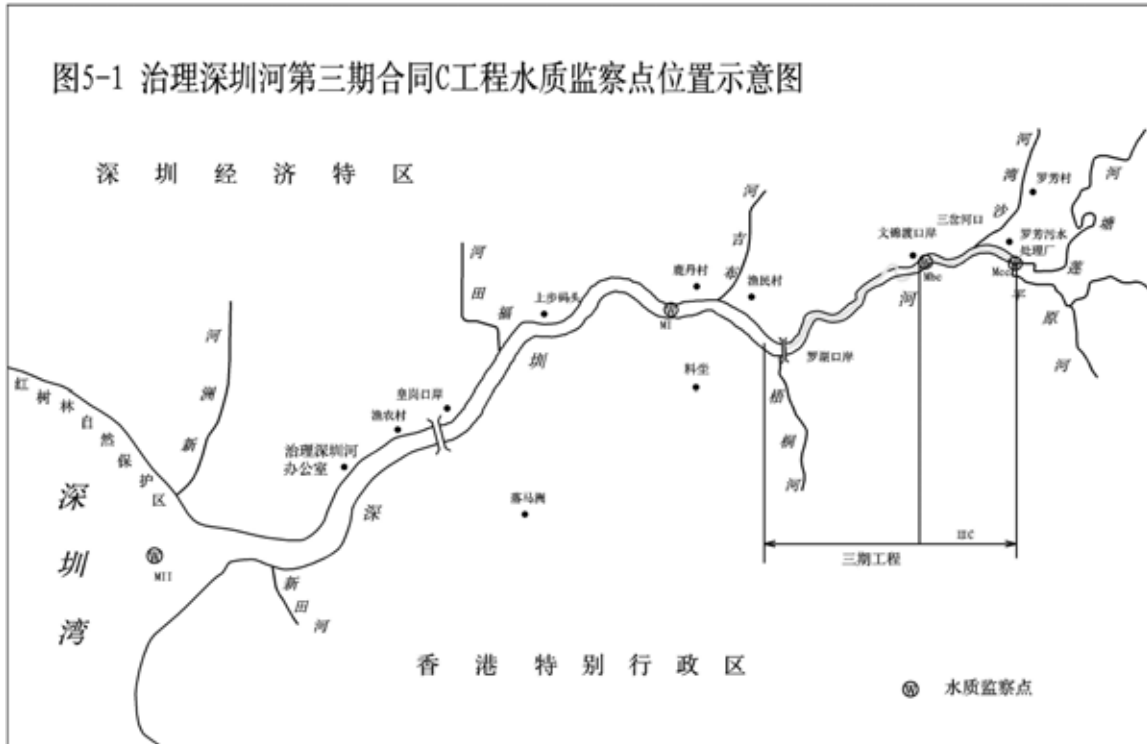 图5-1 治理深圳河第三期合同C工程水质监察点位置示意图
深圳经济特区
罗芳村
沙湾河
莲塘河
三岔河口
文锦渡口岸
罗芳污水
处理厂
Mbc
Mcc
平原河
吉布河
鹿丹村
渔民村
MI
罗湖口岸
料坣
梧桐河
福田河
上步码头
皇岗口岸
渔农村
治理深圳河
办公室
新洲河
红树林自然保护区
深圳河
落马洲
深圳湾
MII
新田河
IIIC
三期工程
香港特别行政区
水质监察点